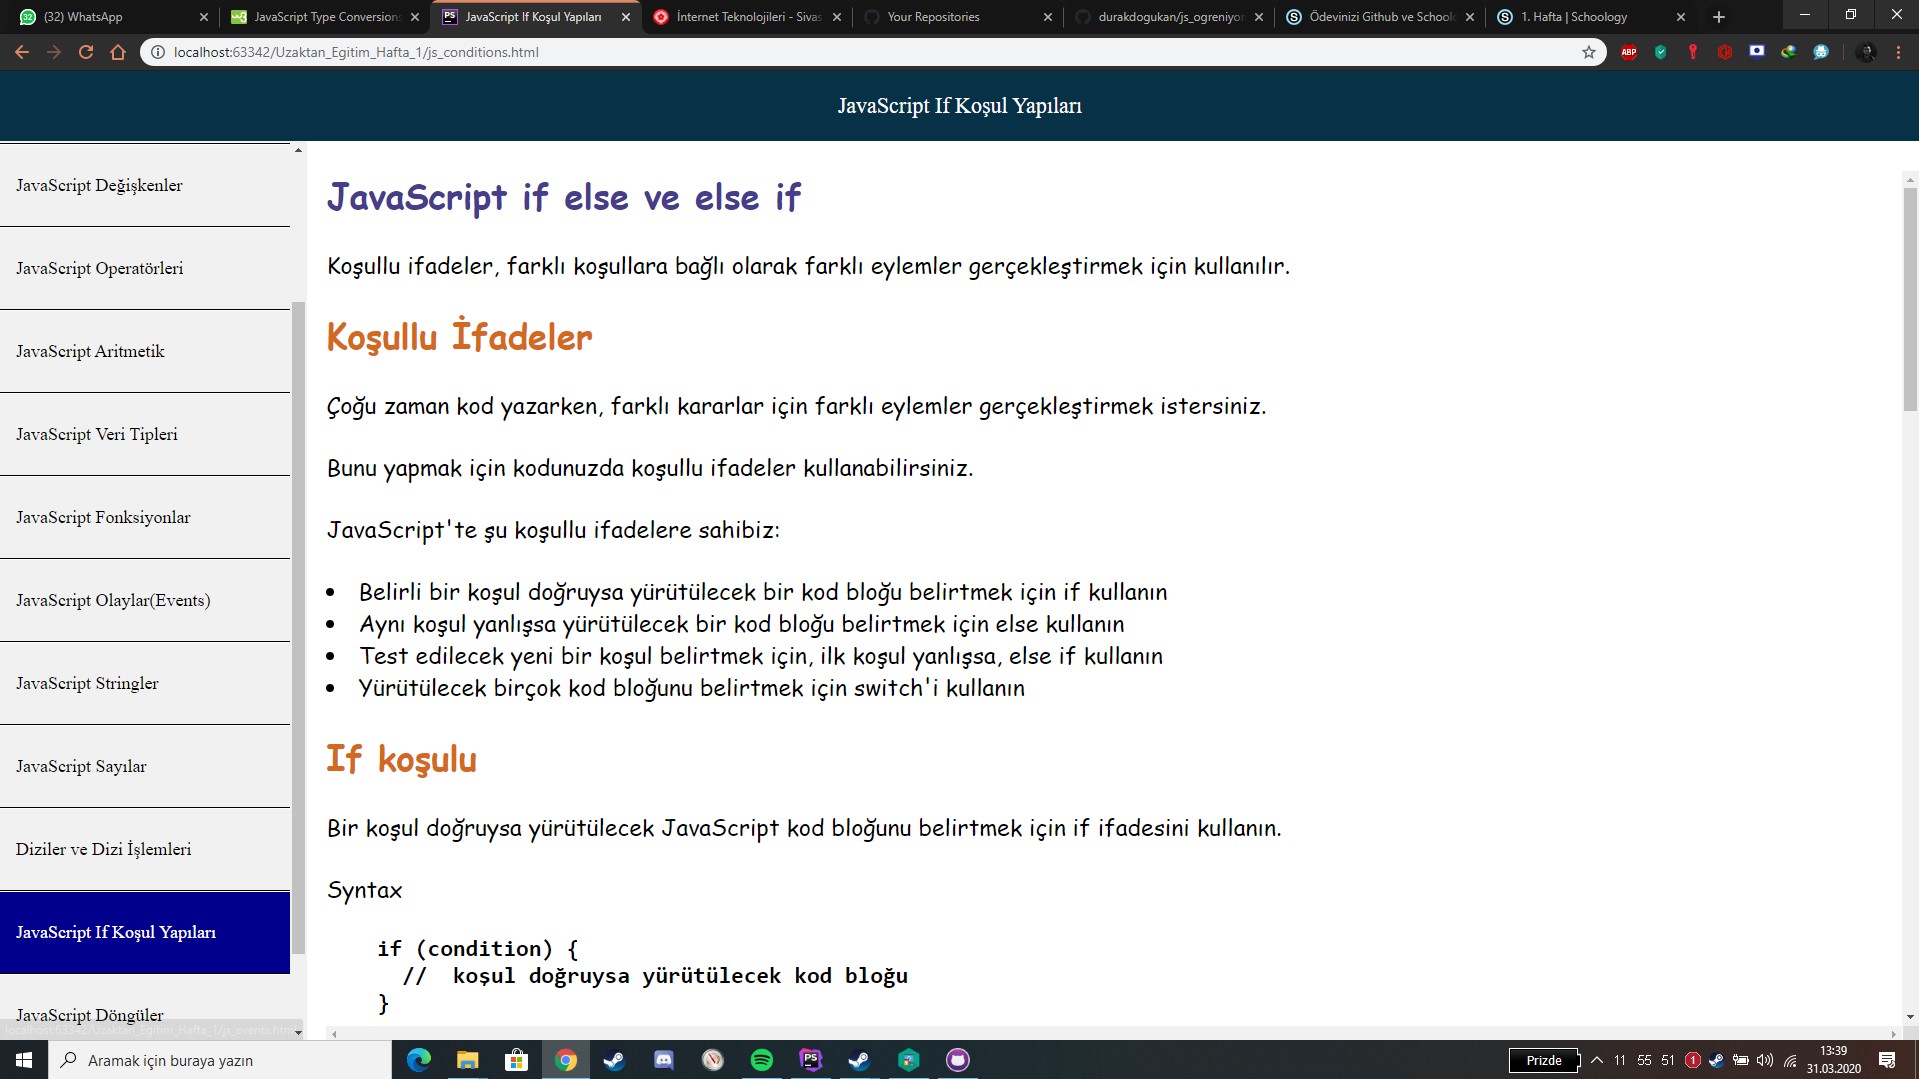 (32) WhatsApp
JavaScript Type Conversions
JavaScript If Koşul Yapıları
İnternet Teknolojileri - Sivas
Your Repositories
durakdogukan/js_ogreniyor
Ödevinizi Github ve Schoolo
1. Hafta | Schoology
localhost:63342/Uzaktan_Egitim_Hafta_1/js_conditions.html
ABP
JavaScript If Koşul Yapıları
JavaScript Değişkenler
JavaScript Operatörleri
JavaScript Aritmetik
JavaScript Veri Tipleri
JavaScript Fonksiyonlar
JavaScript Olaylar(Events)
JavaScript Stringler
JavaScript Sayılar
Diziler ve Dizi İşlemleri
JavaScript If Koşul Yapıları
JavaScript Döngüler
localhost:63342/Uzaktan_Egitim_Hafta_1/js_events.html
JavaScript if else ve else if
Koşullu ifadeler, farklı koşullara bağlı olarak farklı eylemler gerçekleştirmek için kullanılır.
Koşullu İfadeler
Çoğu zaman kod yazarken, farklı kararlar için farklı eylemler gerçekleştirmek istersiniz.
Bunu yapmak için kodunuzda koşullu ifadeler kullanabilirsiniz.
JavaScript'te şu koşullu ifadelere sahibiz:
• Belirli bir koşul doğruysa yürütülecek bir kod bloğu belirtmek için if kullanın
• Aynı koşul yanlışsa yürütülecek bir kod bloğu belirtmek için else kullanın
• Test edilecek yeni bir koşul belirtmek için, ilk koşul yanlışsa, else if kullanın
• Yürütülecek birçok kod bloğunu belirtmek için switch'i kullanın
If koşulu
Bir koşul doğruysa yürütülecek JavaScript kod bloğunu belirtmek için if ifadesini kullanın.
Syntax
if (condition) {
//  koşul doğruysa yürütülecek kod bloğu
}
Aramak için buraya yazın
Prizde
11 55 51
13:39
31.03.2020